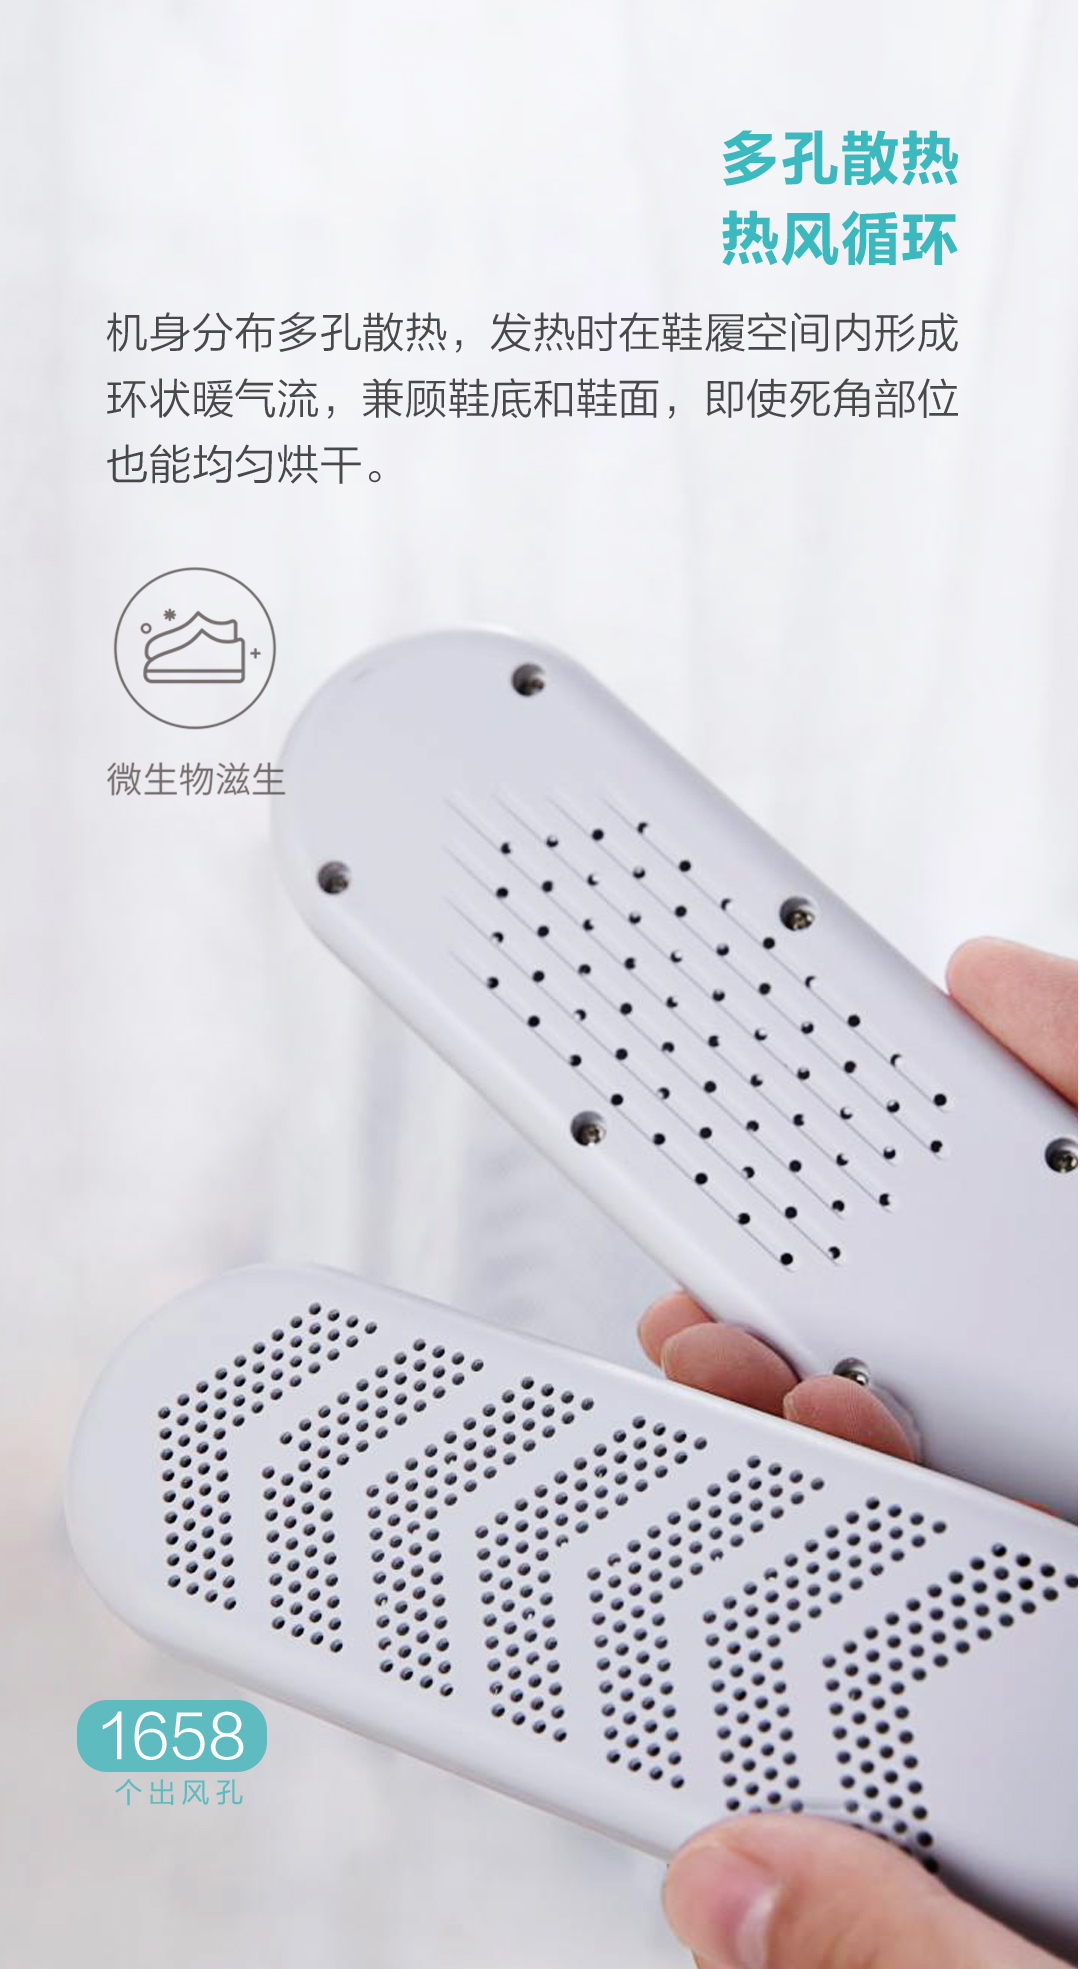 多孔散热
热风循环
机身分布多孔散热，发热时在鞋履空间内形成
环状暖气流，兼顾鞋底和鞋面，即使死角部位
也能均匀烘干。
微生物滋生
1658
个出风孔